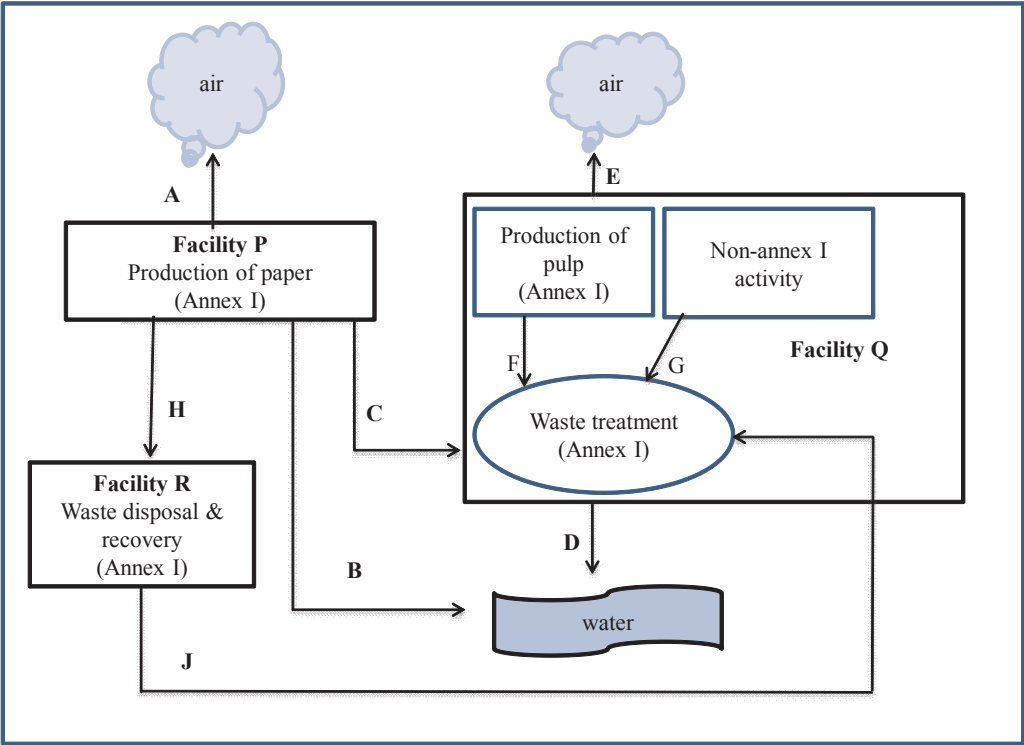 air
air
A
E
Facility P
Production of paper
(Annex I)
Production of
pulp
(Annex I)
Non-annex I
activity
Facility Q
F
G
H
C
Waste treatment
(Annex I)
Facility R
Waste disposal &
recovery
(Annex I)
D
B
water
J